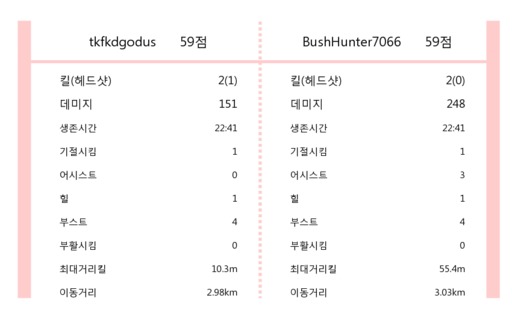 tkfkdgodus 59점
킬(헤드샷) 2(1)
데미지 151
생존시간 22:41
기절시킴 1
어시스트 0
힐 1
부스트 4
부활시킴 0
최대거리킬 10.3m
이동거리 2.98km
BushHunter7066 59점
킬(헤드샷) 2(0)
데미지 248
생존시간 22:41
기절시킴 1
어시스트 3
힐 1
부스트 4
부활시킴 0
최대거리킬 55.4m
이동거리 3.03km